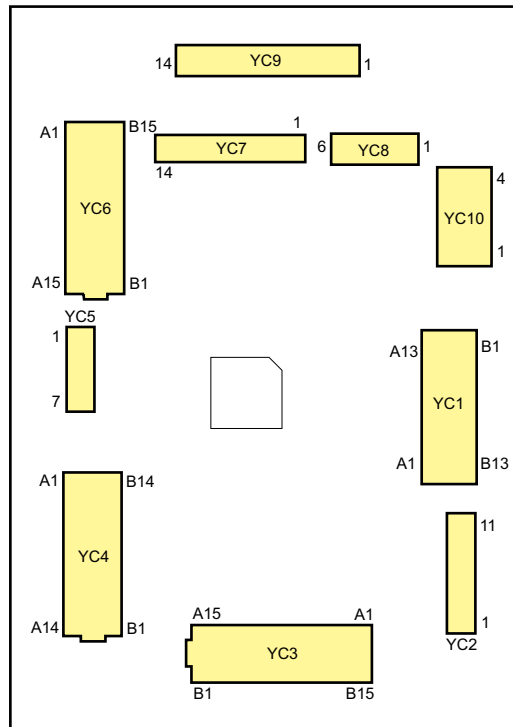 14 YC9 1
A1 B15
1
YC7
14
6 YC8 1
4
YC10
1
YC6
A15 B1
YC5
1
7
A13 B1
YC1
A1 B13
A1 B14
YC4
A14 B1
11
1
YC2
A15 A1
YC3
B1 B15